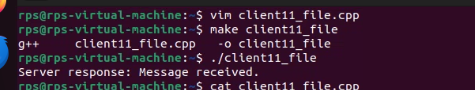 rps@rps-virtual-machine:~$ vim client11_file.cpp
rps@rps-virtual-machine:~$ make client11_file
g++     client11_file.cpp   -o client11_file
rps@rps-virtual-machine:~$ ./client11_file
Server response: Message received.
rps@rps-virtual-machine:~$ cat client11_file.cpp